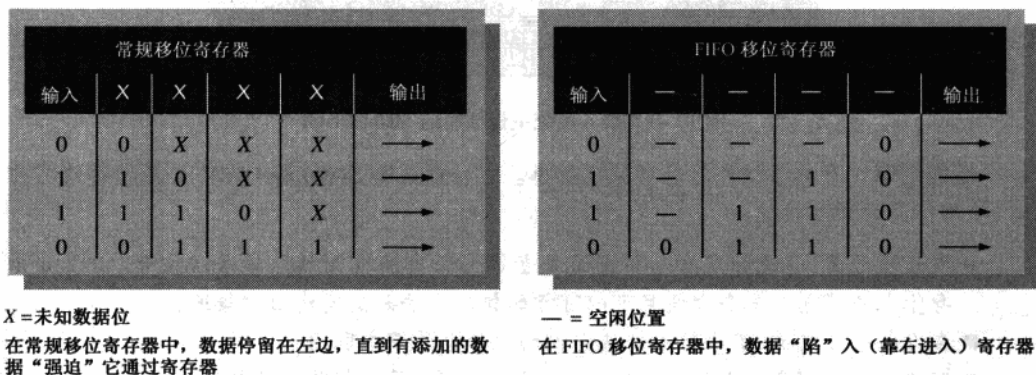 常规移位寄存器
输入 X X X X 输出
0 0 X X X →
1 1 0 X X →
1 1 1 0 X →
0 0 1 1 1 →
X =未知数据位
在常规移位寄存器中，数据停留在左边，直到有添加的数
据“强迫”它通过寄存器
FIFO 移位寄存器
输入 — — — — 输出
0 — — — 0 →
1 — — 1 0 →
1 — 1 1 0 →
0 0 1 1 0 →
— = 空闲位置
在 FIFO 移位寄存器中，数据“陷”入（靠右进入）寄存器